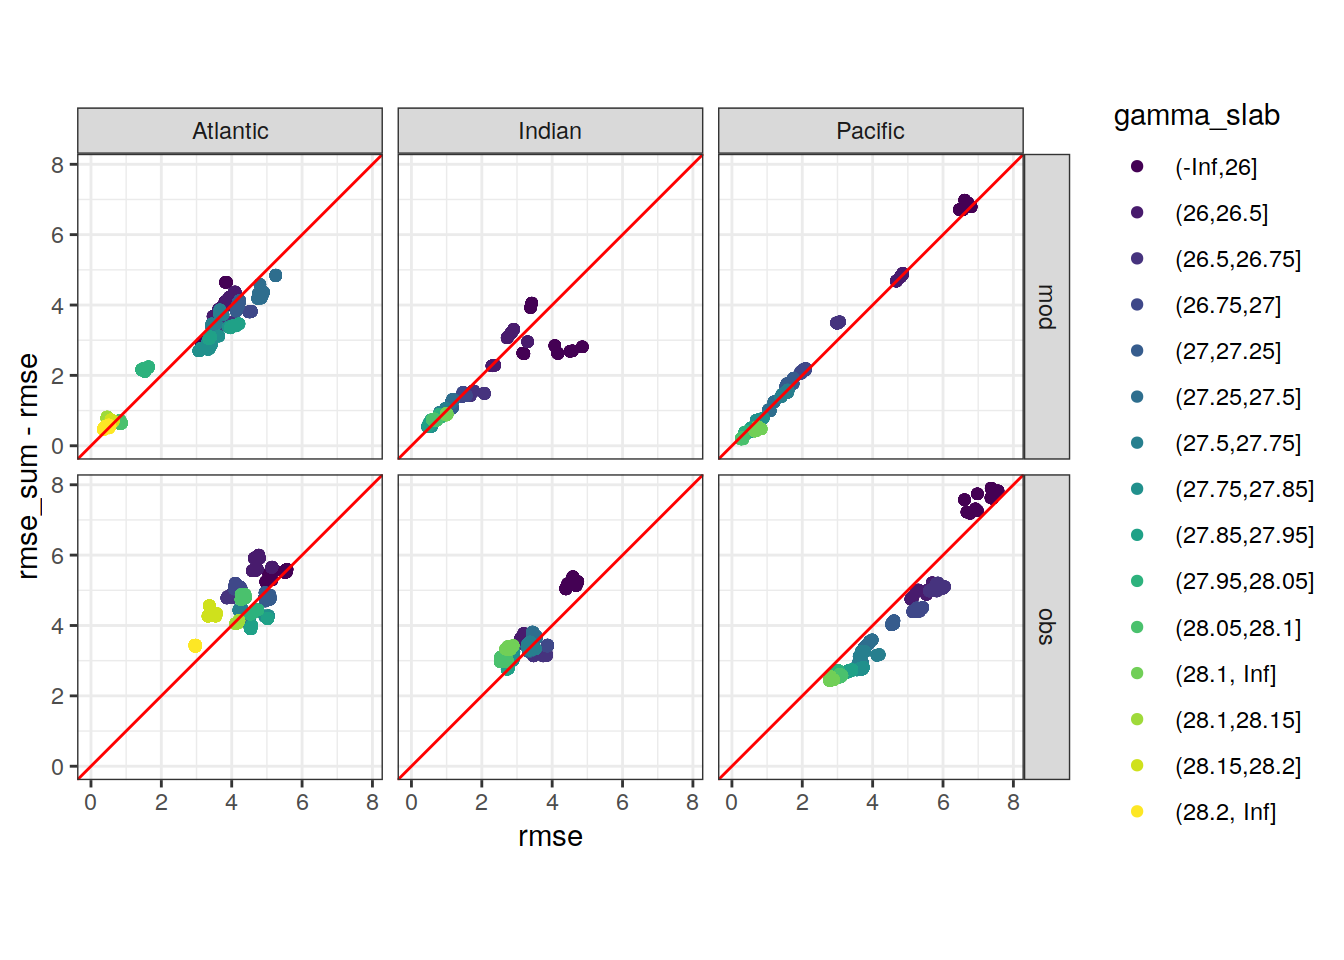 Atlantic Indian Pacific
8
6
4
2
0
mod
8
6
4
2
0
obs
0 2 4 6 8 0 2 4 6 8 0 2 4 6 8
rmse
rmse_sum - rmse
gamma_slab
(-Inf,26]
(26,26.5]
(26.5,26.75]
(26.75,27]
(27,27.25]
(27.25,27.5]
(27.5,27.75]
(27.75,27.85]
(27.85,27.95]
(27.95,28.05]
(28.05,28.1]
(28.1, Inf]
(28.1,28.15]
(28.15,28.2]
(28.2, Inf]